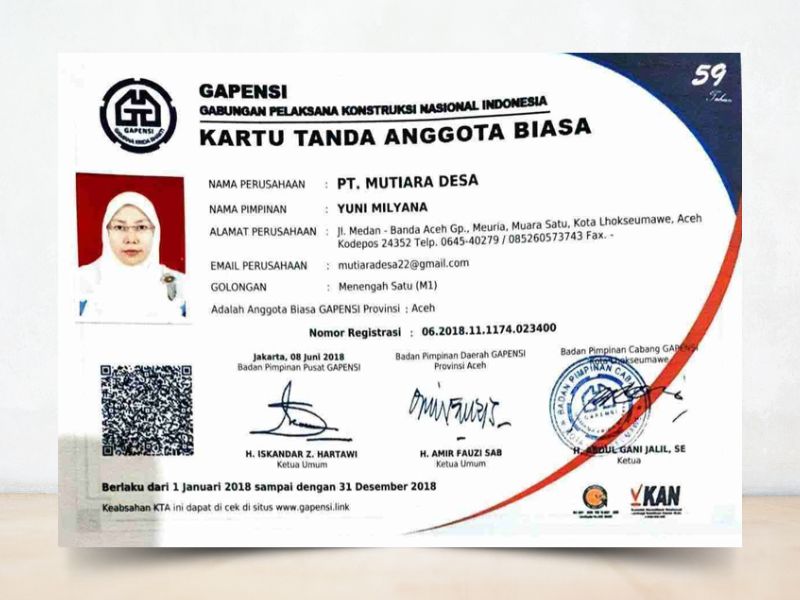 59
Tahun
GAPENSI
GABUNGAN PELAKSANA KONSTRUKSI NASIONAL INDONESIA
KARTU TANDA ANGGOTA BIASA
GAPENSI
NAMA PERUSAHAAN : PT. MUTIARA DESA
NAMA PIMPINAN : YUNI MILYANA
ALAMAT PERUSAHAAN : Jl. Medan - Banda Aceh Gp., Meuria, Muara Satu, Kota Lhokseumawe, Aceh
Kodepos 24352 Telp. 0645-40279 / 085260573743 Fax. -
EMAIL PERUSAHAAN : mutiaradesa22@gmail.com
GOLONGAN : Menengah Satu (M1)
Adalah Anggota Biasa GAPENSI Provinsi : Aceh
Nomor Registrasi : 06.2018.11.1174.023400
Jakarta, 08 Juni 2018
Badan Pimpinan Pusat GAPENSI
Badan Pimpinan Daerah GAPENSI
Provinsi Aceh
Badan Pimpinan Cabang GAPENSI
Kota Lhokseumawe
BADAN PIMPINAN CABANG
GAPENSI
H. ISKANDAR Z. HARTAWI
Ketua Umum
H. AMIR FAUZI SAB
Ketua Umum
H. ABDUL GANI JALIL, SE
Ketua
Berlaku dari 1 Januari 2018 sampai dengan 31 Desember 2018
Keabsahan KTA ini dapat di cek di situs www.gapensi.link
KAN